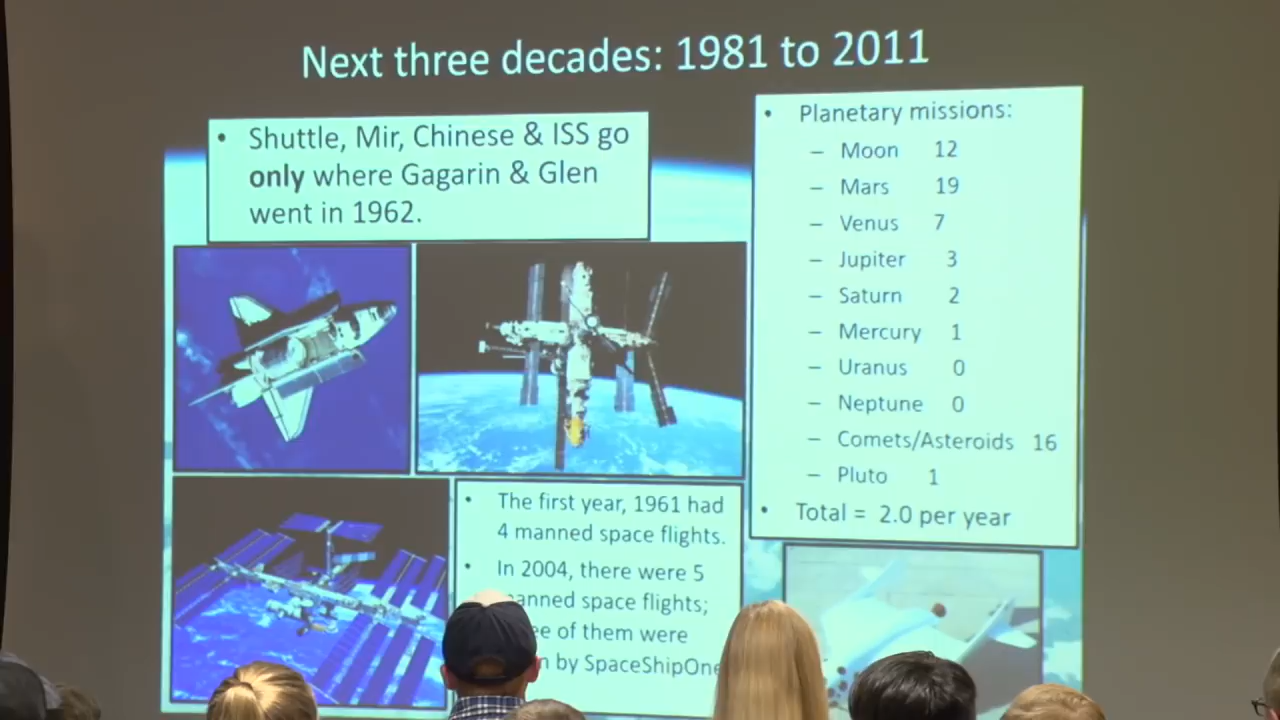 Next three decades: 1981 to 2011
• Shuttle, Mir, Chinese & ISS go
only where Gagarin & Glen
went in 1962.
• Planetary missions:
– Moon 12
– Mars 19
– Venus 7
– Jupiter 3
– Saturn 2
– Mercury 1
– Uranus 0
– Neptune 0
– Comets/Asteroids 16
– Pluto 1
• Total = 2.0 per year
• The first year, 1961 had
4 manned space flights.
• In 2004, there were 5
anned space flights;
ee of them were
n by SpaceShipOne